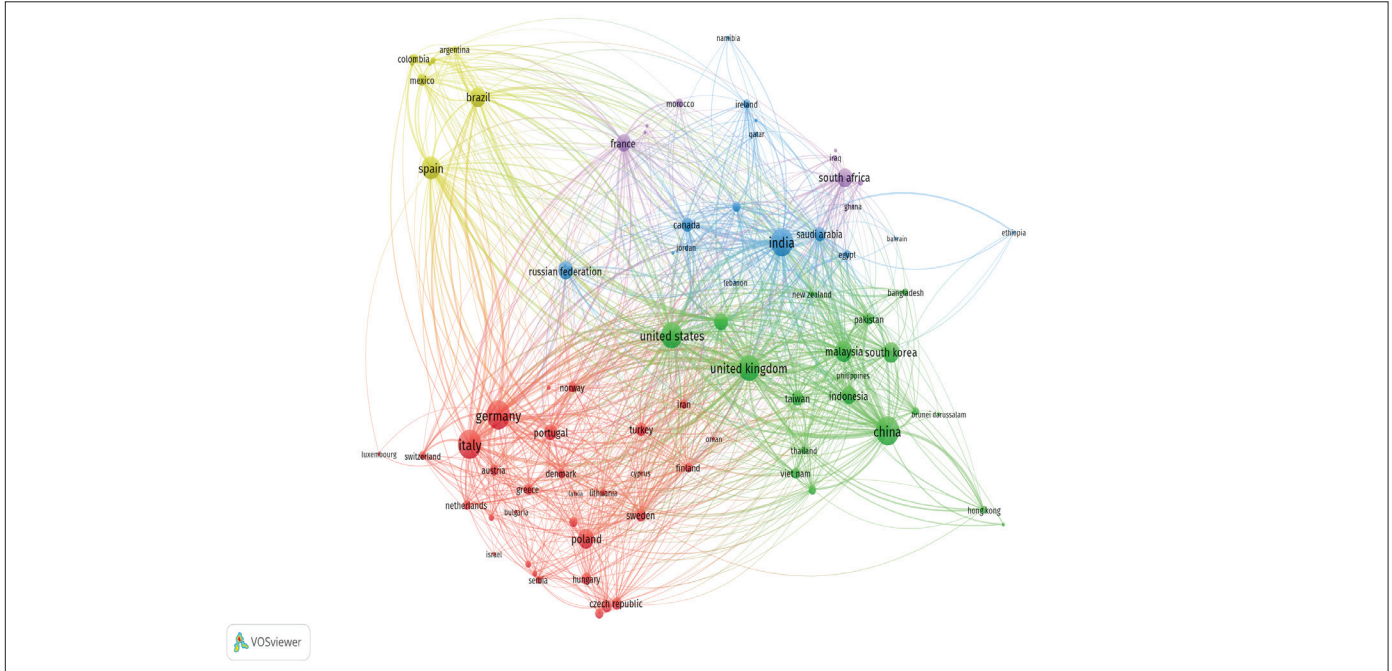 namibia
argentina
colombia
mexico
brazil
morocco
ireland
qatar
france
iraq
spain
south africa
ghana
canada
saudi arabia
ethiopia
india
bahrain
jordan
egypt
russian federation
lebanon
new zealand
bangladesh
pakistan
united states
malaysia
south korea
united kingdom
philippines
norway
indonesia
taiwan
iran
germany
brunei darussalam
portugal
turkey
china
oman
italy
thailand
luxembourg
switzerland
austria
denmark
cyprus
finland
viet nam
greece
latvia
lithuania
netherlands
bulgaria
hong kong
sweden
poland
israel
serbia
hungary
czech republic
VOSviewer